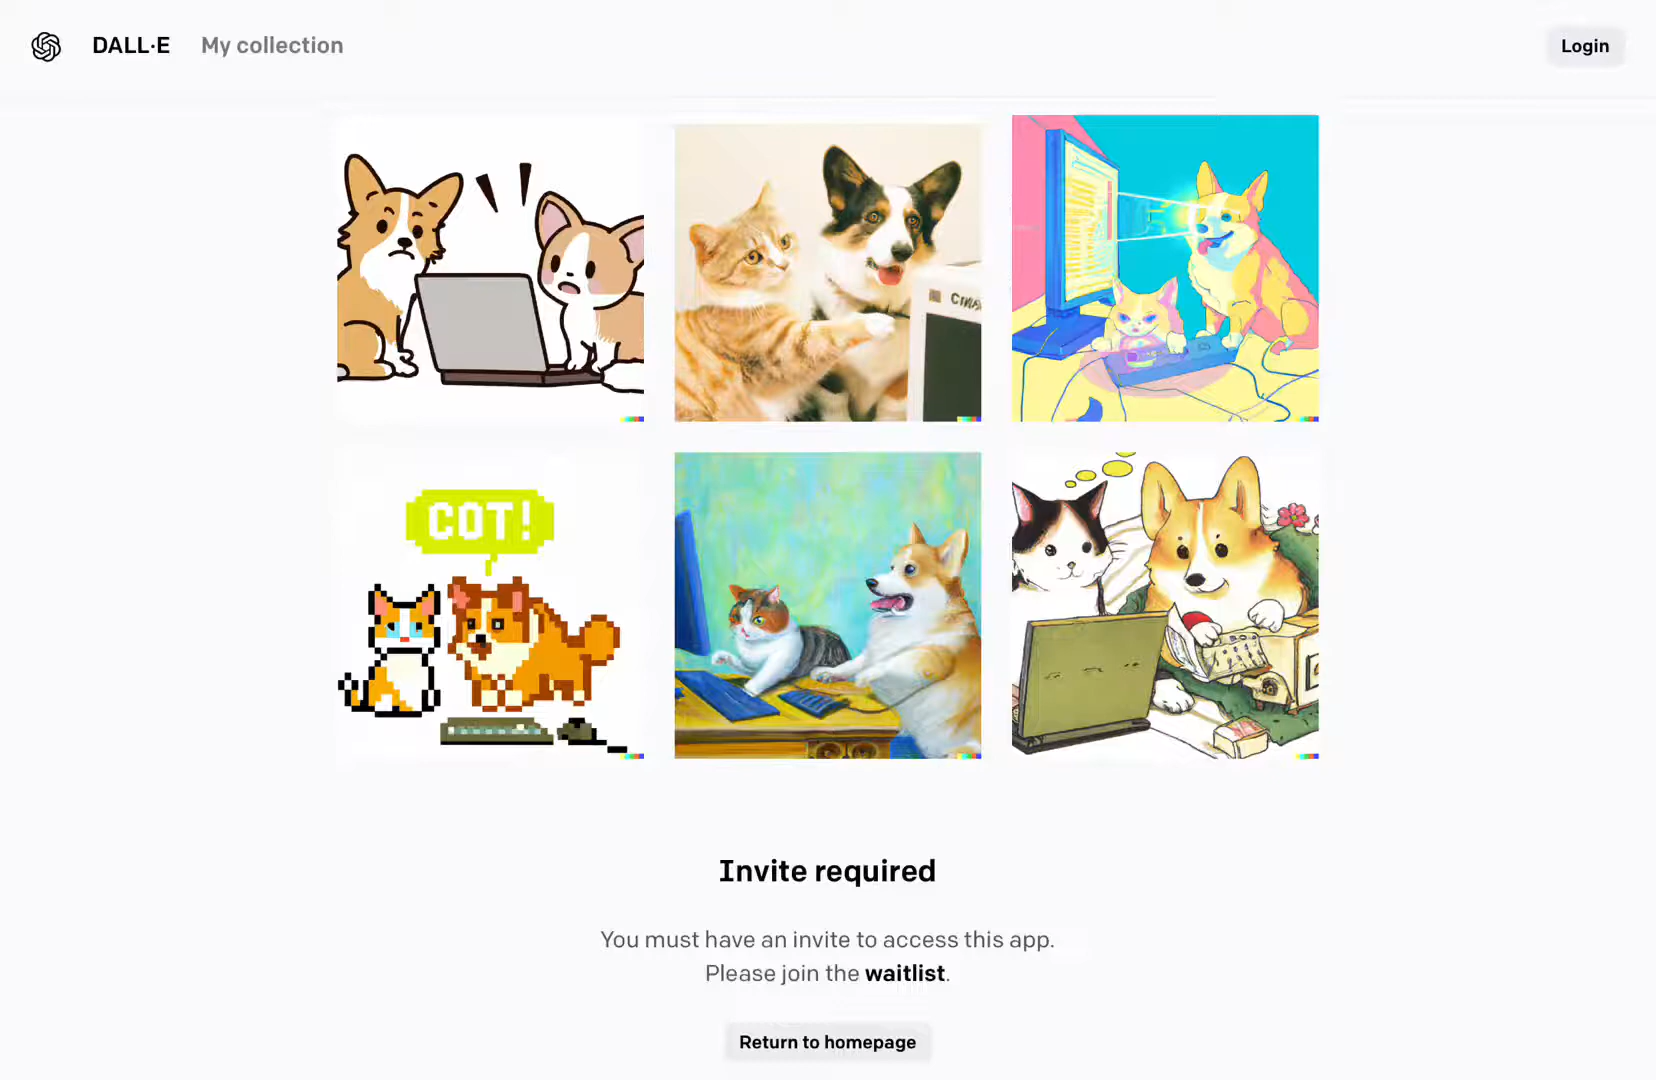 DALL·E
My collection
Login
COT!
Invite required
You must have an invite to access this app.
Please join the waitlist.
Return to homepage